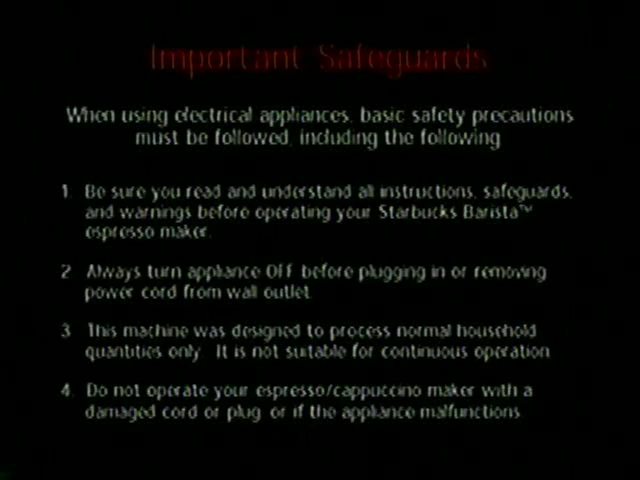 Important Safeguards
When using electrical appliances, basic safety precautions
must be followed, including the following
1. Be sure you read and understand all instructions, safeguards,
and warnings before operating your Starbucks Barista™
espresso maker.
2. Always turn appliance OFF before plugging in or removing
power cord from wall outlet
3. This machine was designed to process normal household
quantities only. It is not suitable for continuous operation
4. Do not operate your espresso/cappuccino maker with a
damaged cord or plug, or if the appliance malfunctions